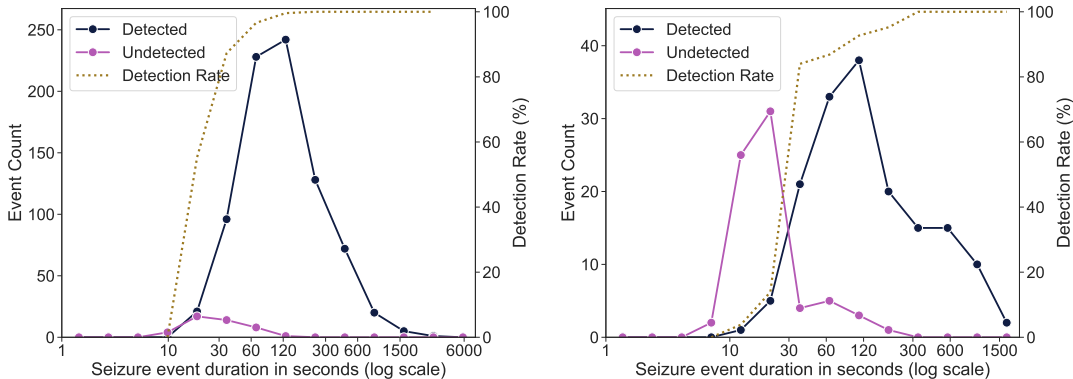 Detected
Undetected
Detection Rate
250
200
150
100
50
0
Event Count
100
80
60
40
20
0
Detection Rate (%)
1 10 30 60 120 300 600 1500 6000
Seizure event duration in seconds (log scale)
Detected
Undetected
Detection Rate
40
30
20
10
0
Event Count
100
80
60
40
20
0
Detection Rate (%)
1 10 30 60 120 300 600 1500
Seizure event duration in seconds (log scale)